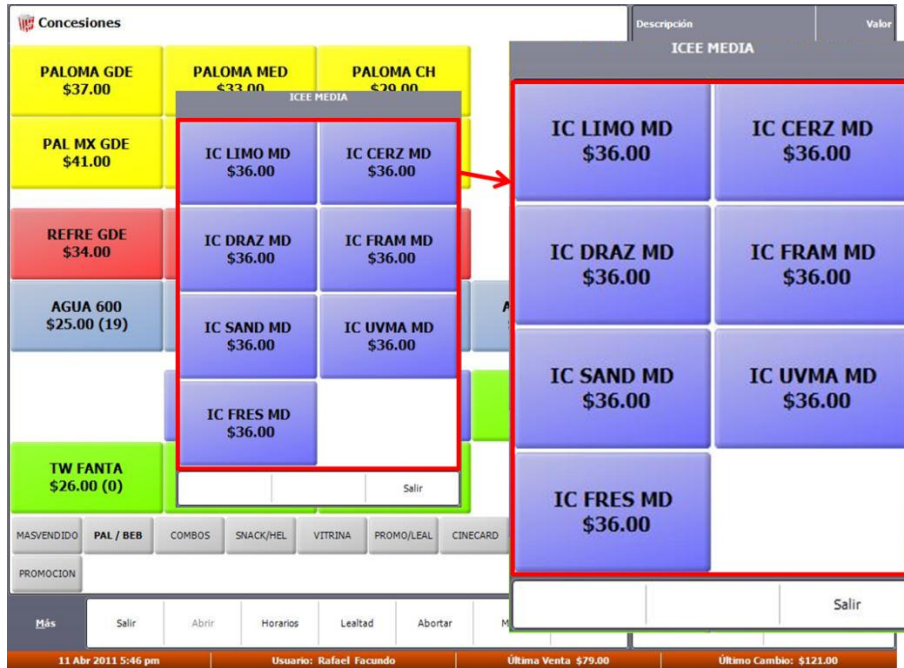 Concesiones
Descripción Valor
PALOMA GDE
$37.00
PALOMA MED
$33.00
PALOMA CH
$29.00
PAL MX GDE
$41.00
REFRE GDE
$34.00
AGUA 600
$25.00 (19)
TW FANTA
$26.00 (0)
ICEE MEDIA
IC LIMO MD
$36.00
IC CERZ MD
$36.00
IC DRAZ MD
$36.00
IC FRAM MD
$36.00
IC SAND MD
$36.00
IC UVMA MD
$36.00
IC FRES MD
$36.00
Salir
ICEE MEDIA
IC LIMO MD
$36.00
IC CERZ MD
$36.00
IC DRAZ MD
$36.00
IC FRAM MD
$36.00
IC SAND MD
$36.00
IC UVMA MD
$36.00
IC FRES MD
$36.00
Salir
MASVENDIDO PAL / BEB COMBOS SNACK/HEL VITRINA PROMO/LEAL CINECARD
PROMOCION
Más Salir Abrir Horarios Lealtad Abortar
11 Abr 2011 5:46 pm Usuario: Rafael Facundo Última Venta $79.00 Último Cambio: $121.00